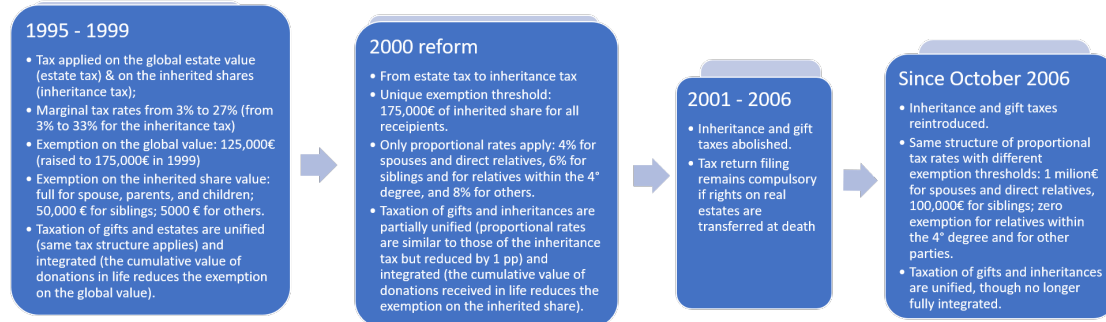 1995 - 1999
• Tax applied on the global estate value
(estate tax) & on the inherited shares
(inheritance tax);
• Marginal tax rates from 3% to 27% (from
3% to 33% for the inheritance tax)
• Exemption on the global value: 125,000€
(raised to 175,000€ in 1999)
• Exemption on the inherited share value:
full for spouse, parents, and children;
50,000 € for siblings; 5000 € for others.
• Taxation of gifts and estates are unified
(same tax structure applies) and
integrated (the cumulative value of
donations in life reduces the exemption
on the global value).
2000 reform
• From estate tax to inheritance tax
• Unique exemption threshold:
175,000€ of inherited share for all
receipients.
• Only proportional rates apply: 4% for
spouses and direct relatives, 6% for
siblings and for relatives within the 4°
degree, and 8% for others.
• Taxation of gifts and inheritances are
partially unified (proportional rates
are similar to those of the inheritance
tax but reduced by 1 pp) and
integrated (the cumulative value of
donations received in life reduces the
exemption on the inherited share).
2001 - 2006
• Inheritance and gift
taxes abolished.
• Tax return filing
remains compulsory
if rights on real
estates are
transferred at death
Since October 2006
• Inheritance and gift taxes
reintroduced.
• Same structure of proportional
tax rates with different
exemption thresholds: 1 milion€
for spouses and direct relatives,
100,000€ for siblings; zero
exemption for relatives within
the 4° degree and for other
parties.
• Taxation of gifts and inheritances
are unified, though no longer
fully integrated.